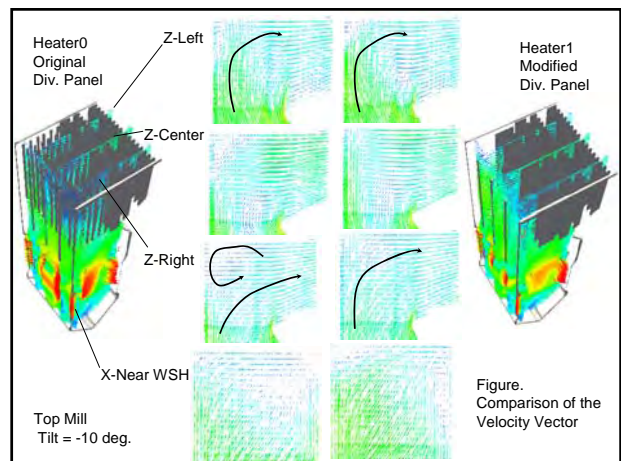 Heater0
Original
Div. Panel
Z-Left
Z-Center
Z-Right
X-Near WSH
Top Mill
Tilt = -10 deg.
Heater1
Modified
Div. Panel
Figure.
Comparison of the
Velocity Vector